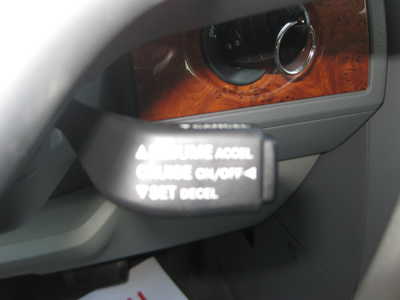 ▲RESUME ACCEL
CRUISE ON/OFF◄
▼SET DECEL